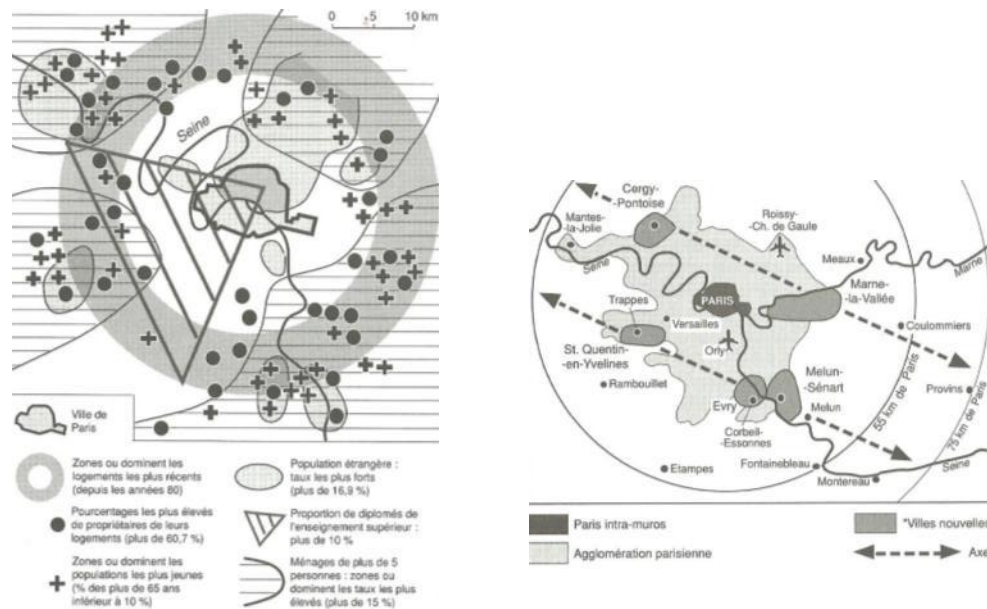 0 5 10 km
Seine
Ville de
Paris
Zones ou dominent les
logements les plus récents
(depuis les années 80)
Pourcentages les plus élevés
de propriétaires de leurs
logements (plus de 60,7 %)
Zones ou dominent les
populations les plus jeunes
(% des plus de 65 ans
inférieur à 10 %)
Population étrangère :
taux les plus forts
(plus de 16,9 %)
Proportion de diplomés de
l'enseignement supérieur :
plus de 10 %
Ménages de plus de 5
personnes : zones ou
dominent les taux les plus
élevés (plus de 15 %)
Cergy-
-Pontoise
Mantes-
-la-Jolie
Roissy-
-Ch. de Gaule
Seine
Meaux
Marne
Marne-
-la-Vallée
Trappes
PARIS
Versailles
Coulommiers
Orly
St. Quentin-
-en-Yvelines
Melun-
-Sénart
Rambouillet
Provins
Evry
Melun
Corbeil-
-Essonnes
55 km de Paris
75 km de Paris
Etampes
Fontainebleau
Montereau
Seine
Paris intra-muros
*Villes nouvelles
Agglomération parisienne
Axe